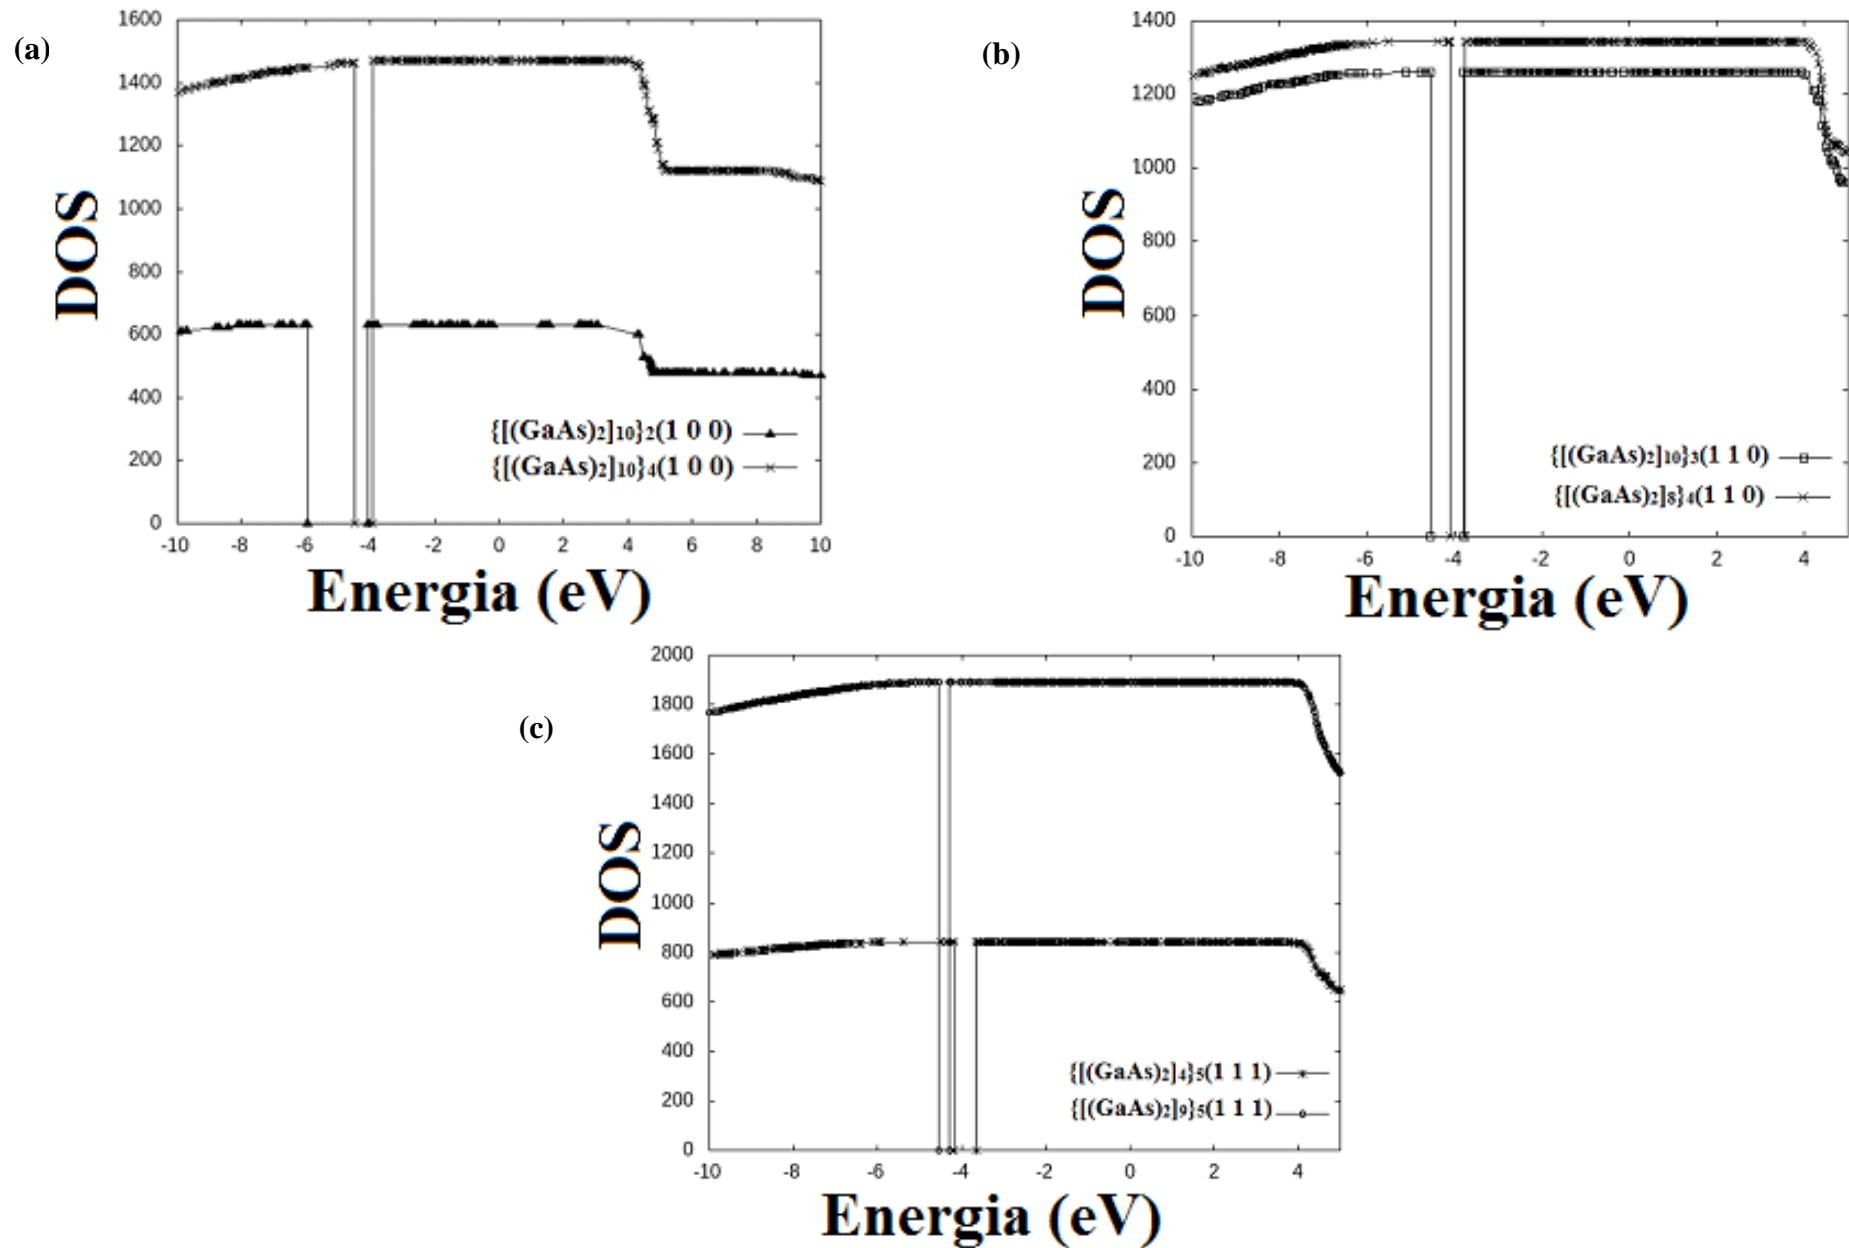 (a)
1600
1400
1200
1000
800
600
400
200
0
DOS
{[(GaAs)2]10}2(1 0 0)
{[(GaAs)2]10}4(1 0 0)
-10 -8 -6 -4 -2 0 2 4 6 8 10
Energia (eV)
(b)
1400
1200
1000
800
600
400
200
0
DOS
{[(GaAs)2]10}3(1 1 0)
{[(GaAs)2]8}4(1 1 0)
-10 -8 -6 -4 -2 0 2 4
Energia (eV)
(c)
2000
1800
1600
1400
1200
1000
800
600
400
200
0
DOS
{[(GaAs)2]4}5(1 1 1)
{[(GaAs)2]9}5(1 1 1)
-10 -8 -6 -4 -2 0 2 4
Energia (eV)